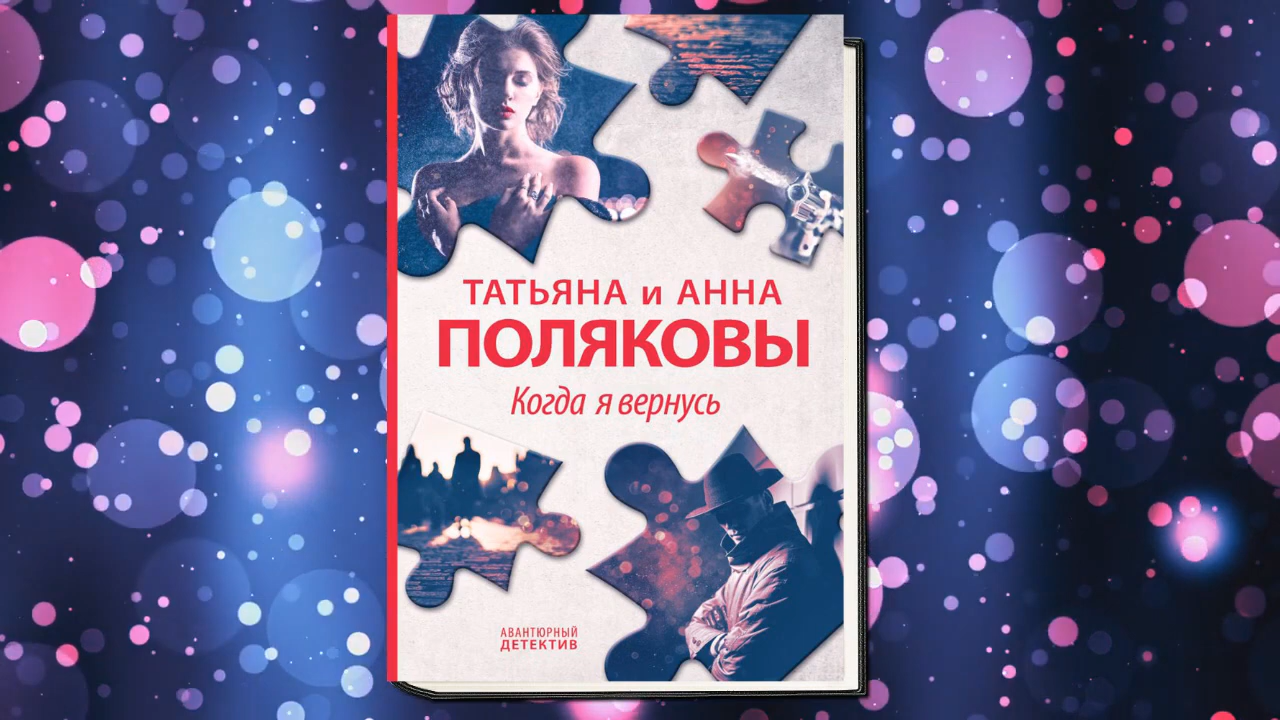 ТАТЬЯНА и АННА
ПОЛЯКОВЫ
Когда я вернусь
АВАНТЮРНЫЙ
ДЕТЕКТИВ